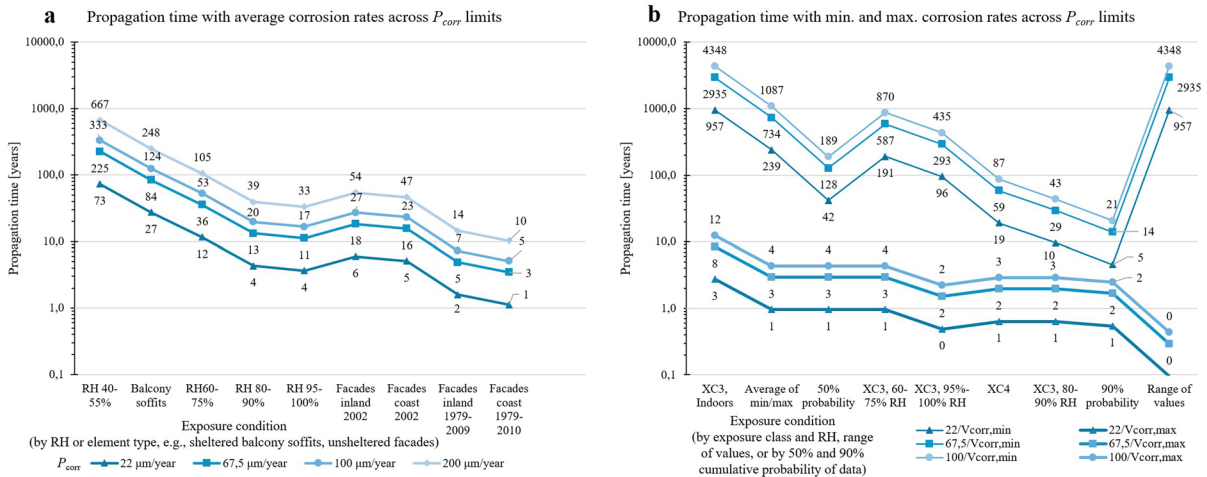 a Propagation time with average corrosion rates across Pcorr limits
Propagation time [years]
10000,0
1000,0
100,0
10,0
1,0
0,1
667
333
225
73
248
124
84
27
105
53
36
12
39
20
13
4
33
17
11
4
54
27
18
6
47
23
16
5
14
7
5
2
10
5
3
1
RH 40-
55%
Balcony
soffits
RH60-
75%
RH 80-
90%
RH 95-
100%
Facades
inland
2002
Facades
coast
2002
Facades
inland
1979-
2009
Facades
coast
1979-
2010
Exposure condition
(by RH or element type, e.g., sheltered balcony soffits, unsheltered facades)
Pcorr
22 μm/year
67,5 μm/year
100 μm/year
200 μm/year
b Propagation time with min. and max. corrosion rates across Pcorr limits
Propagation time [years]
10000,0
1000,0
100,0
10,0
1,0
0,1
4348
2935
957
12
8
3
1087
734
239
4
3
1
189
128
42
4
3
1
870
587
191
4
3
1
435
293
96
2
2
0
87
59
19
3
2
1
43
29
10
3
2
1
21
14
5
2
2
1
4348
2935
957
0
0
XC3,
Indoors
Average of
min/max
50%
probability
XC3, 60-
75% RH
XC3, 95%-
100% RH
XC4
XC3, 80-
90% RH
90%
probability
Range of
values
Exposure condition
(by exposure class and RH, range
of values, or by 50% and 90%
cumulative probability of data)
22/Vcorr,min
67,5/Vcorr,min
100/Vcorr,min
22/Vcorr,max
67,5/Vcorr,max
100/Vcorr,max